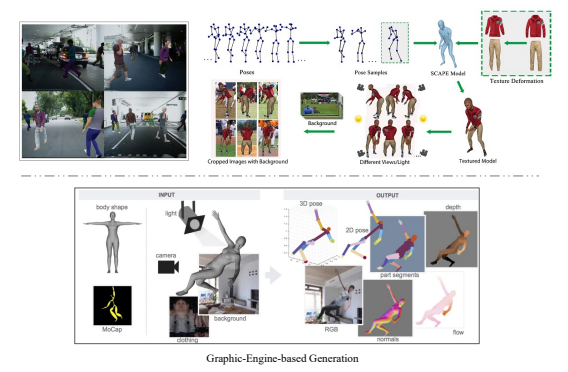 Poses
Pose Samples
SCAPE Model
Texture Deformation
Background
Cropped Images with Background
Different Views/Light
Textured Model
INPUT
OUTPUT
body shape
light
camera
MoCap
clothing
background
3D pose
2D pose
depth
part segments
RGB
normals
flow
Graphic-Engine-based Generation